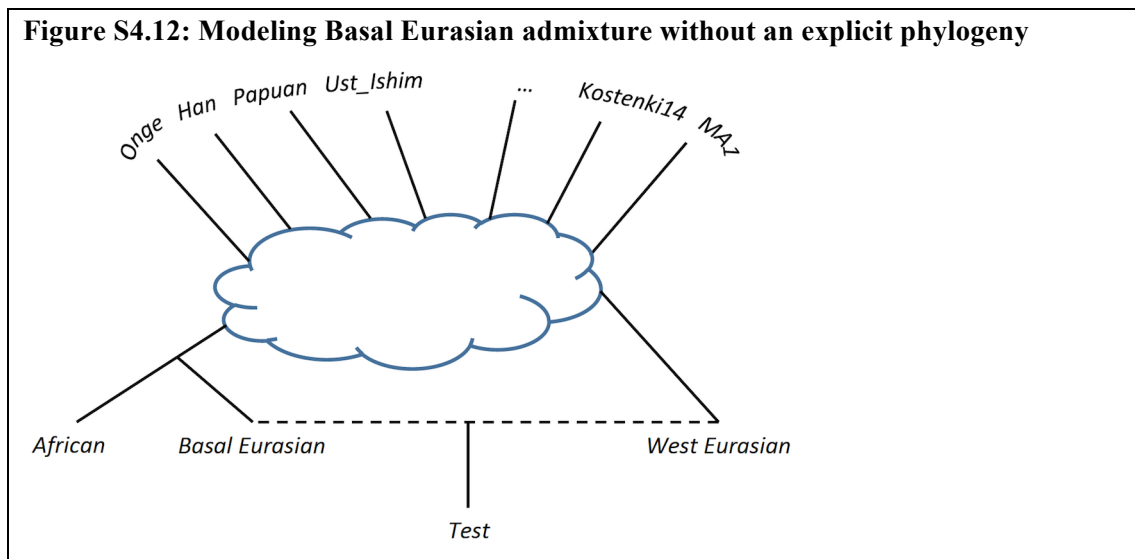 Figure S4.12: Modeling Basal Eurasian admixture without an explicit phylogeny
Onge Han Papuan Ust_Ishim ... Kostenki14 MA1
African Basal Eurasian West Eurasian
Test